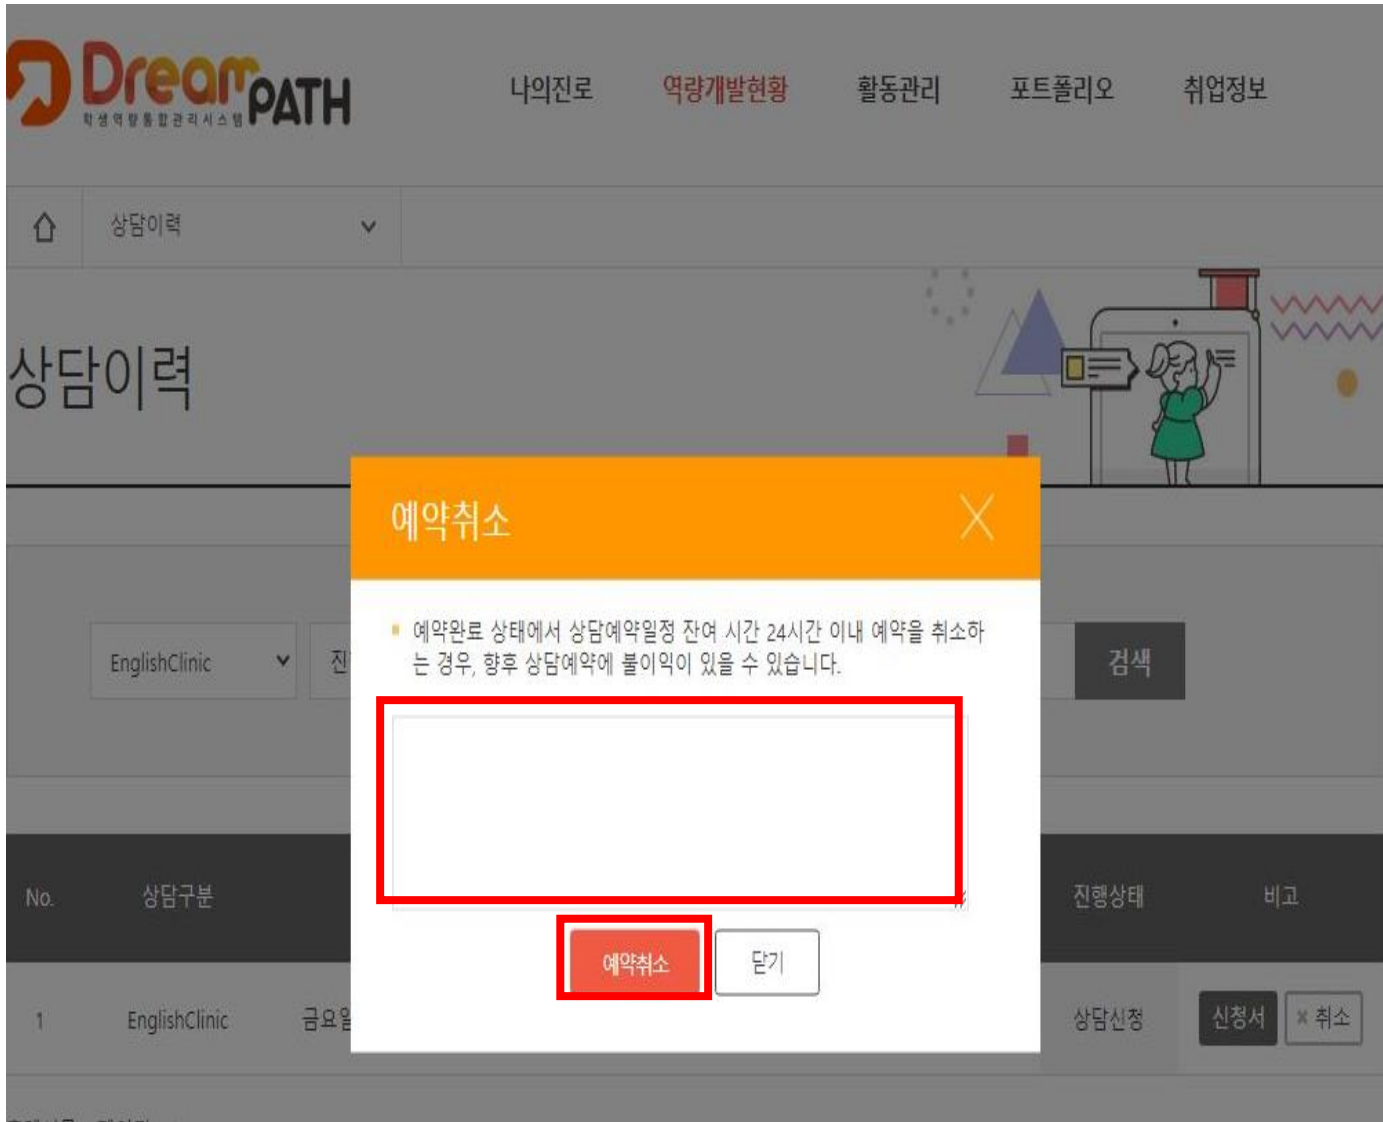 Dream PATH
학생역량통합관리시스템
나의진로 역량개발현황 활동관리 포트폴리오 취업정보
상담이력
상담이력
예약취소
예약완료 상태에서 상담예약일정 잔여 시간 24시간 이내 예약을 취소하
는 경우, 향후 상담예약에 불이익이 있을 수 있습니다.
EnglishClinic 진 검색
예약취소 닫기
No. 상담구분 진행상태 비고
1 EnglishClinic 금요일 상담신청 신청서 × 취소